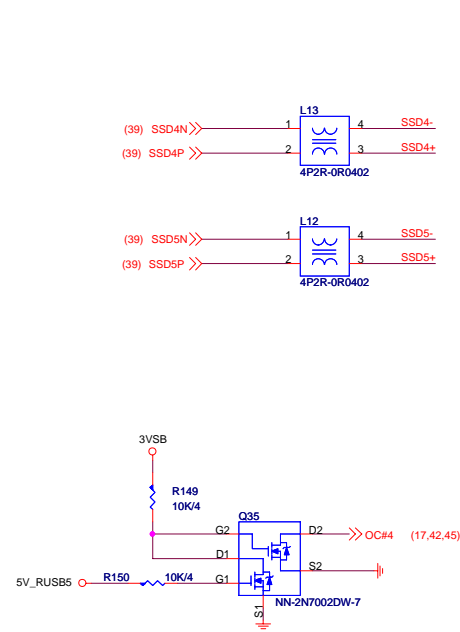 L13
(39) SSD4N 1 4 SSD4-
(39) SSD4P 2 3 SSD4+
4P2R-0R0402
L12
(39) SSD5N 1 4 SSD5-
(39) SSD5P 2 3 SSD5+
4P2R-0R0402
3VSB
R149
10K/4
Q35
G2 D2 OC#4 (17,42,45)
D1
S2
5V_RUSB5 R150 10K/4 G1
NN-2N7002DW-7
S1